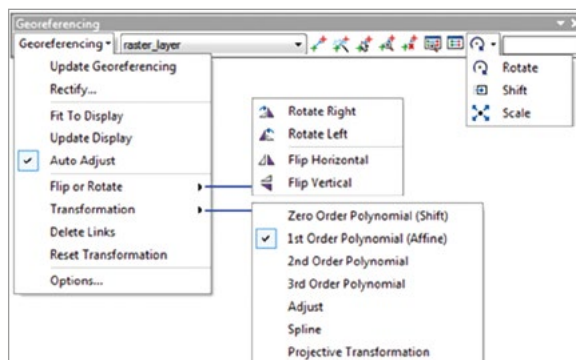 Georeferencing
Georeferencing
raster_layer
Update Georeferencing
Rectify...
Fit To Display
Update Display
Auto Adjust
Flip or Rotate
Transformation
Delete Links
Reset Transformation
Options...
Rotate Right
Rotate Left
Flip Horizontal
Flip Vertical
Zero Order Polynomial (Shift)
1st Order Polynomial (Affine)
2nd Order Polynomial
3rd Order Polynomial
Adjust
Spline
Projective Transformation
Rotate
Shift
Scale